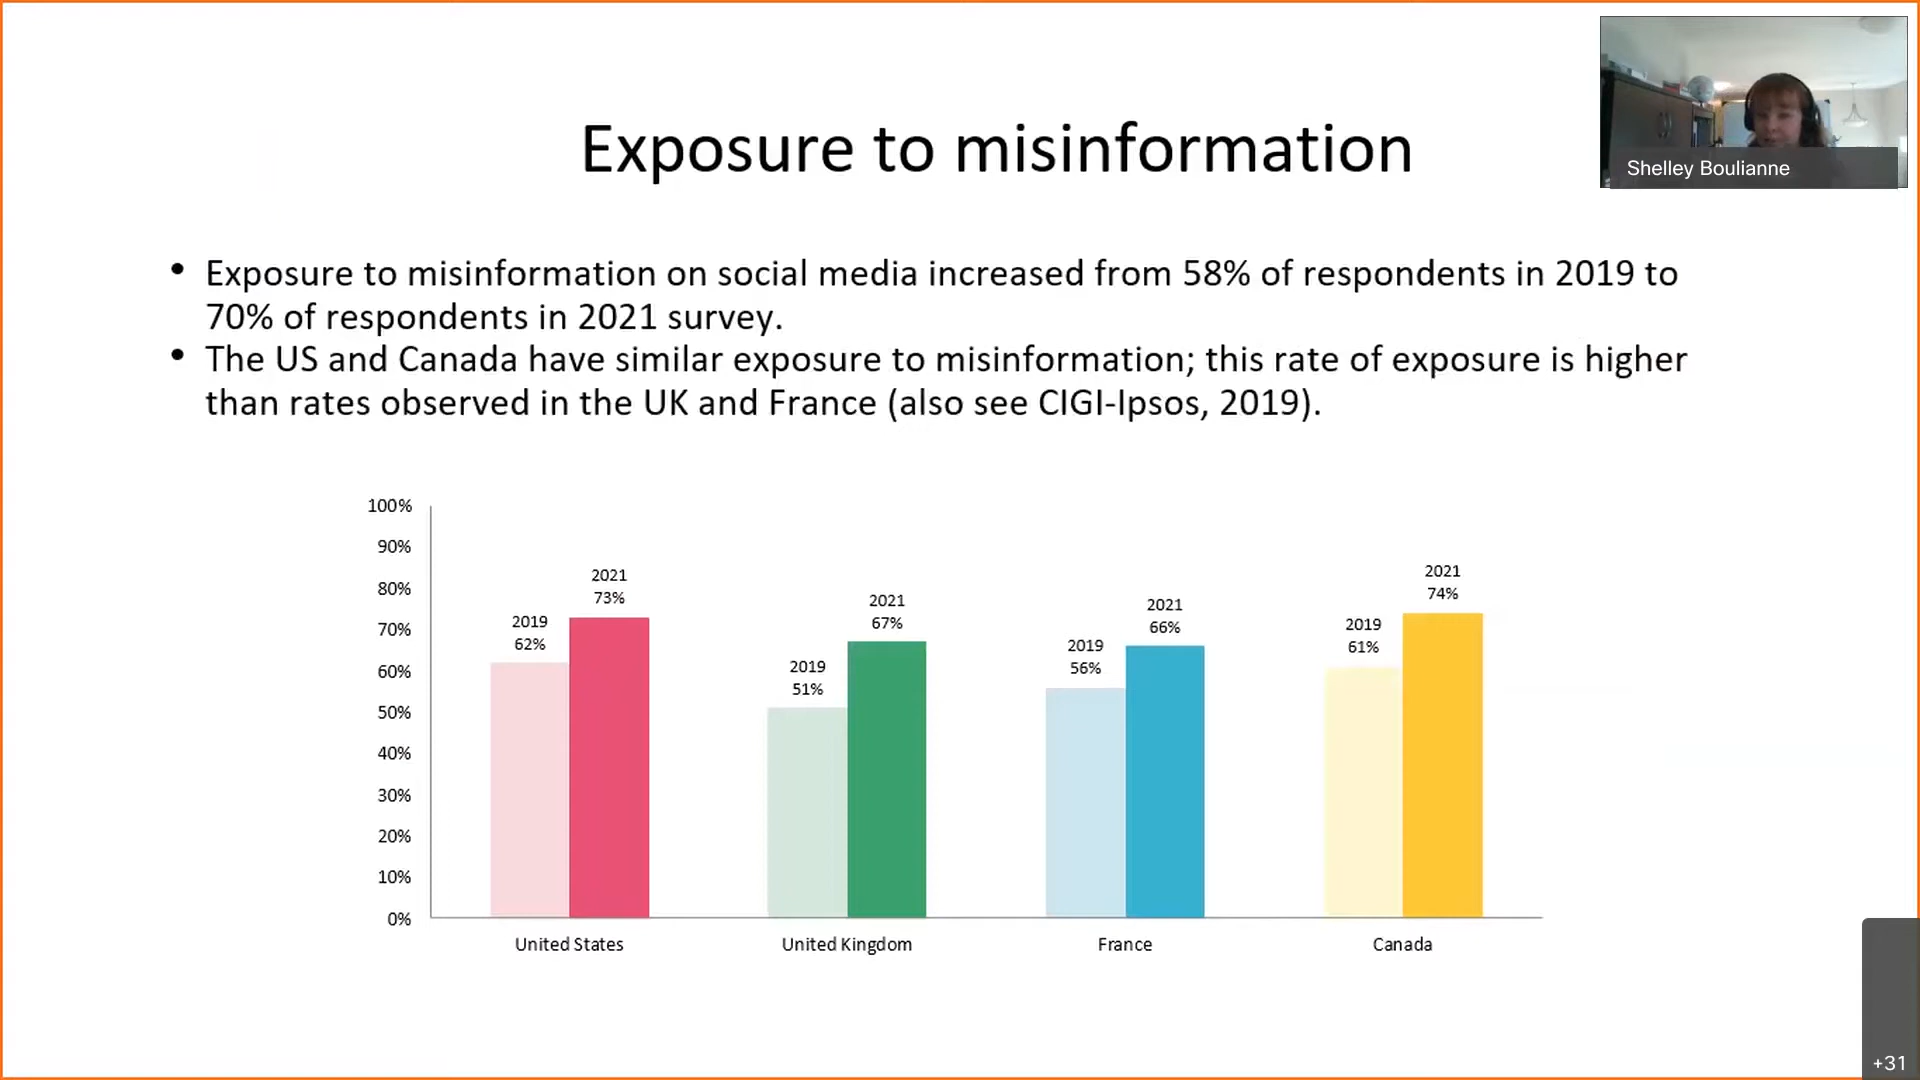 Exposure to misinformation
Shelley Boulianne
• Exposure to misinformation on social media increased from 58% of respondents in 2019 to
70% of respondents in 2021 survey.
• The US and Canada have similar exposure to misinformation; this rate of exposure is higher
than rates observed in the UK and France (also see CIGI-Ipsos, 2019).
100%
90%
80%
70%
60%
50%
40%
30%
20%
10%
0%
2019
62%
2021
73%
2019
51%
2021
67%
2019
56%
2021
66%
2019
61%
2021
74%
United States
United Kingdom
France
Canada
+31